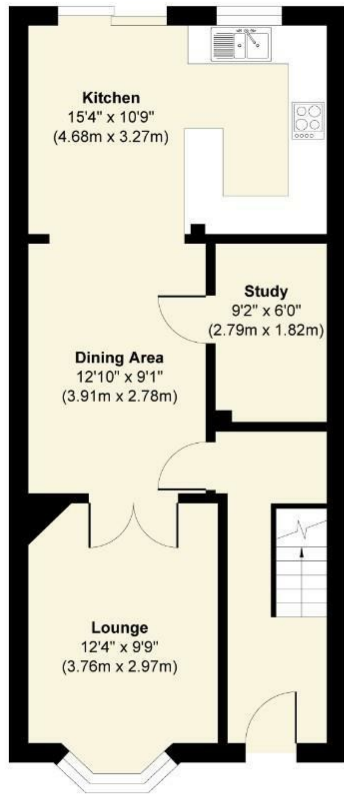 Kitchen
15'4" x 10'9"
(4.68m x 3.27m)
Study
9'2" x 6'0"
(2.79m x 1.82m)
Dining Area
12'10" x 9'1"
(3.91m x 2.78m)
Lounge
12'4" x 9'9"
(3.76m x 2.97m)